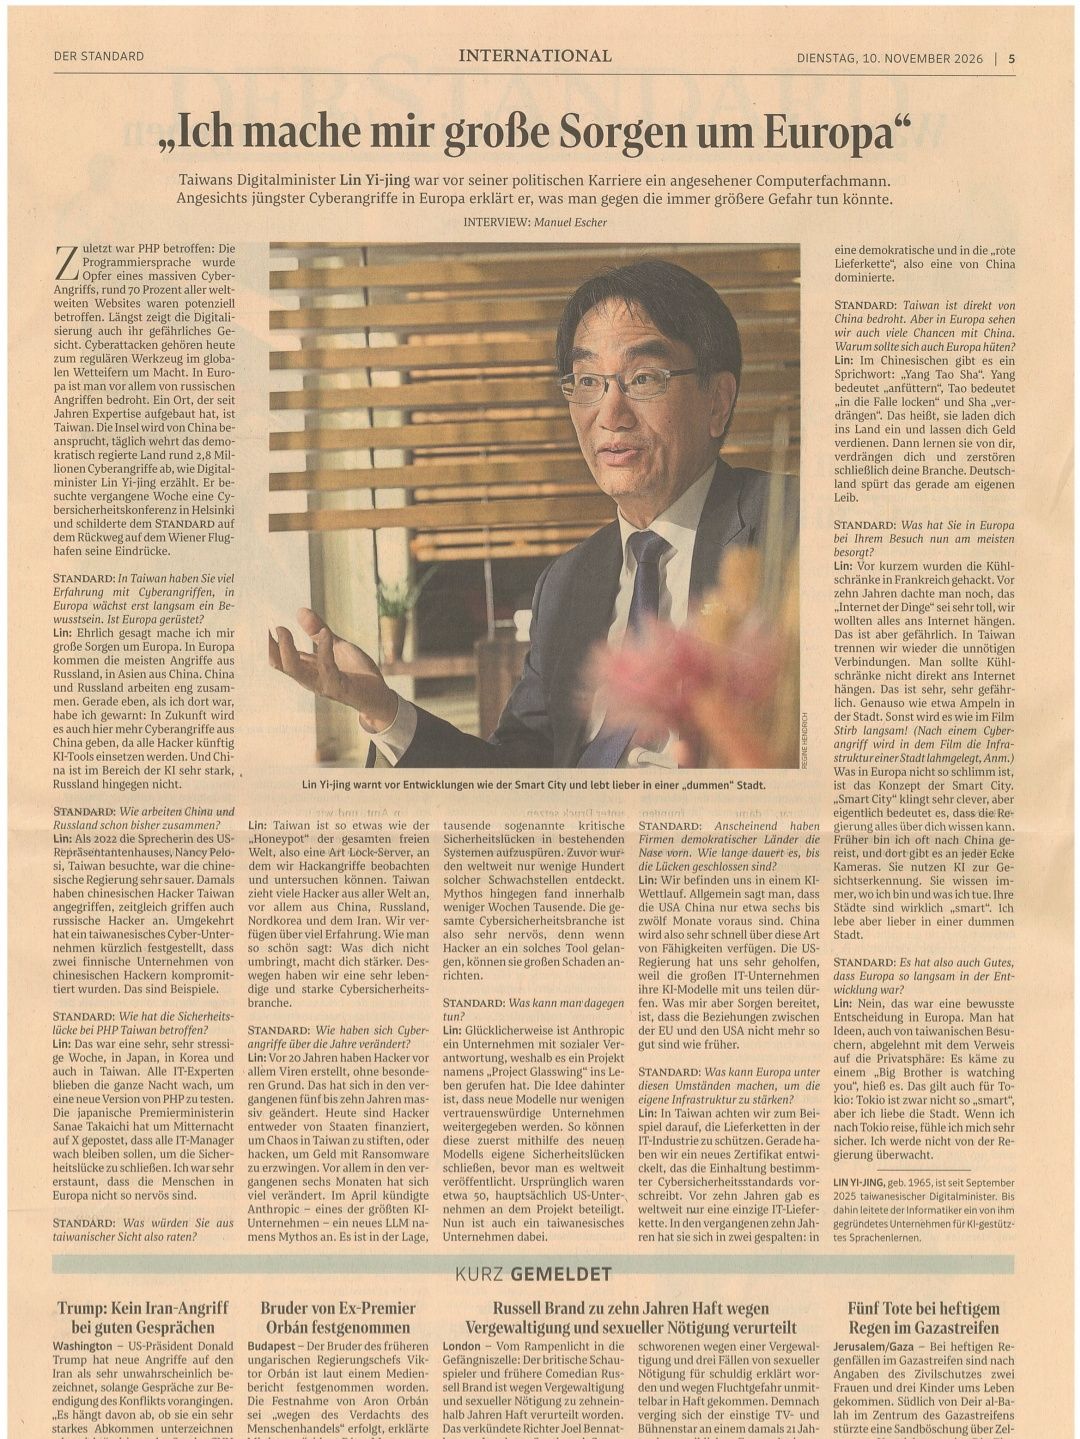 DER STANDARD
INTERNATIONAL
DIENSTAG, 10. NOVEMBER 2026 | 5
„Ich mache mir große Sorgen um Europa“
Taiwans Digitalminister Lin Yi-jing war vor seiner politischen Karriere ein angesehener Computerfachmann.
Angesichts jüngster Cyberangriffe in Europa erklärt er, was man gegen die immer größere Gefahr tun könnte.
INTERVIEW: Manuel Escher
Zuletzt war PHP betroffen: Die
Programmiersprache wurde
Opfer eines massiven Cyber-
Angriffs, rund 70 Prozent aller welt-
weiten Websites waren potenziell
betroffen. Längst zeigt die Digitali-
sierung auch ihr gefährliches Ge-
sicht. Cyberattacken gehören heute
zum regulären Werkzeug im globa-
len Wetteifern um Macht. In Euro-
pa ist man vor allem von russischen
Angriffen bedroht. Ein Ort, der seit
Jahren Expertise aufgebaut hat, ist
Taiwan. Die Insel wird von China be-
ansprucht, täglich wehrt das demo-
kratisch regierte Land rund 2,8 Mil-
lionen Cyberangriffe ab, wie Digital-
minister Lin Yi-jing erzählt. Er be-
suchte vergangene Woche eine Cy-
bersicherheitskonferenz in Helsinki
und schilderte dem STANDARD auf
dem Rückweg auf dem Wiener Flug-
hafen seine Eindrücke.
STANDARD: In Taiwan haben Sie viel
Erfahrung mit Cyberangriffen, in
Europa wächst erst langsam ein Be-
wusstsein. Ist Europa gerüstet?
Lin: Ehrlich gesagt mache ich mir
große Sorgen um Europa. In Europa
kommen die meisten Angriffe aus
Russland, in Asien aus China. China
und Russland arbeiten eng zusam-
men. Gerade eben, als ich dort war,
habe ich gewarnt: In Zukunft wird
es auch hier mehr Cyberangriffe aus
China geben, da alle Hacker künftig
KI-Tools einsetzen werden. Und Chi-
na ist im Bereich der KI sehr stark,
Russland hingegen nicht.
STANDARD: Wie arbeiten China und
Russland schon bisher zusammen?
Lin: Als 2022 die Sprecherin des US-
Repräsentantenhauses, Nancy Pelo-
si, Taiwan besuchte, war die chine-
sische Regierung sehr sauer. Damals
haben chinesischen Hacker Taiwan
angegriffen, zeitgleich griffen auch
russische Hacker an. Umgekehrt
hat ein taiwanesisches Cyber-Unter-
nehmen kürzlich festgestellt, dass
zwei finnische Unternehmen von
chinesischen Hackern kompromit-
tiert wurden. Das sind Beispiele.
STANDARD: Wie hat die Sicherheits-
lücke bei PHP Taiwan betroffen?
Lin: Das war eine sehr, sehr stressi-
ge Woche, in Japan, in Korea und
auch in Taiwan. Alle IT-Experten
blieben die ganze Nacht wach, um
eine neue Version von PHP zu testen.
Die japanische Premierministerin
Sanae Takaichi hat um Mitternacht
auf X gepostet, dass alle IT-Manager
wach bleiben sollen, um die Sicher-
heitslücke zu schließen. Ich war sehr
erstaunt, dass die Menschen in
Europa nicht so nervös sind.
STANDARD: Was würden Sie aus
taiwanischer Sicht also raten?
REGINE HENDRICH
Lin Yi-jing warnt vor Entwicklungen wie der Smart City und lebt lieber in einer „dummen“ Stadt.
Lin: Taiwan ist so etwas wie der
„Honeypot“ der gesamten freien
Welt, also eine Art Lock-Server, an
dem wir Hackangriffe beobachten
und untersuchen können. Taiwan
zieht viele Hacker aus aller Welt an,
vor allem aus China, Russland,
Nordkorea und dem Iran. Wir ver-
fügen über viel Erfahrung. Wie man
so schön sagt: Was dich nicht
umbringt, macht dich stärker. Des-
wegen haben wir eine sehr leben-
dige und starke Cybersicherheits-
branche.
STANDARD: Wie haben sich Cyber-
angriffe über die Jahre verändert?
Lin: Vor 20 Jahren haben Hacker vor
allem Viren erstellt, ohne besonde-
ren Grund. Das hat sich in den ver-
gangenen fünf bis zehn Jahren mas-
siv geändert. Heute sind Hacker
entweder von Staaten finanziert,
um Chaos in Taiwan zu stiften, oder
hacken, um Geld mit Ransomware
zu erzwingen. Vor allem in den ver-
gangenen sechs Monaten hat sich
viel verändert. Im April kündigte
Anthropic – eines der größten KI-
Unternehmen – ein neues LLM na-
mens Mythos an. Es ist in der Lage,
tausende sogenannte kritische
Sicherheitslücken in bestehenden
Systemen aufzuspüren. Zuvor wur-
den weltweit nur wenige Hundert
solcher Schwachstellen entdeckt.
Mythos hingegen fand innerhalb
weniger Wochen Tausende. Die ge-
samte Cybersicherheitsbranche ist
also sehr nervös, denn wenn
Hacker an ein solches Tool gelan-
gen, können sie großen Schaden an-
richten.
STANDARD: Was kann man dagegen
tun?
Lin: Glücklicherweise ist Anthropic
ein Unternehmen mit sozialer Ver-
antwortung, weshalb es ein Projekt
namens „Project Glasswing“ ins Le-
ben gerufen hat. Die Idee dahinter
ist, dass neue Modelle nur wenigen
vertrauenswürdige Unternehmen
weitergegeben werden. So können
diese zuerst mithilfe des neuen
Modells eigene Sicherheitslücken
schließen, bevor man es weltweit
veröffentlicht. Ursprünglich waren
etwa 50, hauptsächlich US-Unter-
nehmen an dem Projekt beteiligt.
Nun ist auch ein taiwanesisches
Unternehmen dabei.
STANDARD: Anscheinend haben
Firmen demokratischer Länder die
Nase vorn. Wie lange dauert es, bis
die Lücken geschlossen sind?
Lin: Wir befinden uns in einem KI-
Wettlauf. Allgemein sagt man, dass
die USA China nur etwa sechs bis
zwölf Monate voraus sind. China
wird also sehr schnell über diese Art
von Fähigkeiten verfügen. Die US-
Regierung hat uns sehr geholfen,
weil die großen IT-Unternehmen
ihre KI-Modelle mit uns teilen dür-
fen. Was mir aber Sorgen bereitet,
ist, dass die Beziehungen zwischen
der EU und den USA nicht mehr so
gut sind wie früher.
STANDARD: Was kann Europa unter
diesen Umständen machen, um die
eigene Infrastruktur zu stärken?
Lin: In Taiwan achten wir zum Bei-
spiel darauf, die Lieferketten in der
IT-Industrie zu schützen. Gerade ha-
ben wir ein neues Zertifikat entwi-
ckelt, das die Einhaltung bestimm-
ter Cybersicherheitsstandards vor-
schreibt. Vor zehn Jahren gab es
weltweit nur eine einzige IT-Liefer-
kette. In den vergangenen zehn Jah-
ren hat sie sich in zwei gespalten: in
eine demokratische und in die „rote
Lieferkette“, also eine von China
dominierte.
STANDARD: Taiwan ist direkt von
China bedroht. Aber in Europa sehen
wir auch viele Chancen mit China.
Warum sollte sich auch Europa hüten?
Lin: Im Chinesischen gibt es ein
Sprichwort: „Yang Tao Sha“. Yang
bedeutet „anfüttern“, Tao bedeutet
„in die Falle locken“ und Sha „ver-
drängen“. Das heißt, sie laden dich
ins Land ein und lassen dich Geld
verdienen. Dann lernen sie von dir,
verdrängen dich und zerstören
schließlich deine Branche. Deutsch-
land spürt das gerade am eigenen
Leib.
STANDARD: Was hat Sie in Europa
bei Ihrem Besuch nun am meisten
besorgt?
Lin: Vor kurzem wurden die Kühl-
schränke in Frankreich gehackt. Vor
zehn Jahren dachte man noch, das
„Internet der Dinge“ sei sehr toll, wir
wollten alles ans Internet hängen.
Das ist aber gefährlich. In Taiwan
trennen wir wieder die unnötigen
Verbindungen. Man sollte Kühl-
schränke nicht direkt ans Internet
hängen. Das ist sehr, sehr gefähr-
lich. Genauso wie etwa Ampeln in
der Stadt. Sonst wird es wie im Film
Stirb langsam! (Nach einem Cyber-
angriff wird in dem Film die Infra-
struktur einer Stadt lahmgelegt, Anm.)
Was in Europa nicht so schlimm ist,
ist das Konzept der Smart City.
„Smart City“ klingt sehr clever, aber
eigentlich bedeutet es, dass die Re-
gierung alles über dich wissen kann.
Früher bin ich oft nach China ge-
reist, und dort gibt es an jeder Ecke
Kameras. Sie nutzen KI zur Ge-
sichtserkennung. Sie wissen im-
mer, wo ich bin und was ich tue. Ihre
Städte sind wirklich „smart“. Ich
lebe aber lieber in einer dummen
Stadt.
STANDARD: Es hat also auch Gutes,
dass Europa so langsam in der Ent-
wicklung war?
Lin: Nein, das war eine bewusste
Entscheidung in Europa. Man hat
Ideen, auch von taiwanischen Besu-
chern, abgelehnt mit dem Verweis
auf die Privatsphäre: Es käme zu
einem „Big Brother is watching
you“, hieß es. Das gilt auch für To-
kio: Tokio ist zwar nicht so „smart“,
aber ich liebe die Stadt. Wenn ich
nach Tokio reise, fühle ich mich sehr
sicher. Ich werde nicht von der Re-
gierung überwacht.
LIN YI-JING, geb. 1965, ist seit September
2025 taiwanesischer Digitalminister. Bis
dahin leitete der Informatiker ein von ihm
gegründetes Unternehmen für KI-gestütz-
tes Sprachenlernen.
KURZ GEMELDET
Trump: Kein Iran-Angriff
bei guten Gesprächen
Washington – US-Präsident Donald
Trump hat neue Angriffe auf den
Iran als sehr unwahrscheinlich be-
zeichnet, solange Gespräche zur Be-
endigung des Konflikts vorangingen.
„Es hängt davon ab, ob sie ein sehr
starkes Abkommen unterzeichnen
Bruder von Ex-Premier
Orbán festgenommen
Budapest – Der Bruder des früheren
ungarischen Regierungschefs Vik-
tor Orbán ist laut einem Medien-
bericht festgenommen worden.
Die Festnahme von Aron Orbán
sei „wegen des Verdachts des
Menschenhandels“ erfolgt, erklärte
Russell Brand zu zehn Jahren Haft wegen
Vergewaltigung und sexueller Nötigung verurteilt
London – Vom Rampenlicht in die
Gefängniszelle: Der britische Schau-
spieler und frühere Comedian Rus-
sell Brand ist wegen Vergewaltigung
und sexueller Nötigung zu zehnein-
halb Jahren Haft verurteilt worden.
Das verkündete Richter Joel Bennat-
schworenen wegen einer Vergewal-
tigung und drei Fällen von sexueller
Nötigung für schuldig erklärt wor-
den und wegen Fluchtgefahr unmit-
telbar in Haft gekommen. Demnach
verging sich der einstige TV- und
Bühnenstar an einem damals 21 Jah-
Fünf Tote bei heftigem
Regen im Gazastreifen
Jerusalem/Gaza – Bei heftigen Re-
genfällen im Gazastreifen sind nach
Angaben des Zivilschutzes zwei
Frauen und drei Kinder ums Leben
gekommen. Südlich von Deir al-Ba-
lah im Zentrum des Gazastreifens
stürzte eine Sandböschung über Zel-